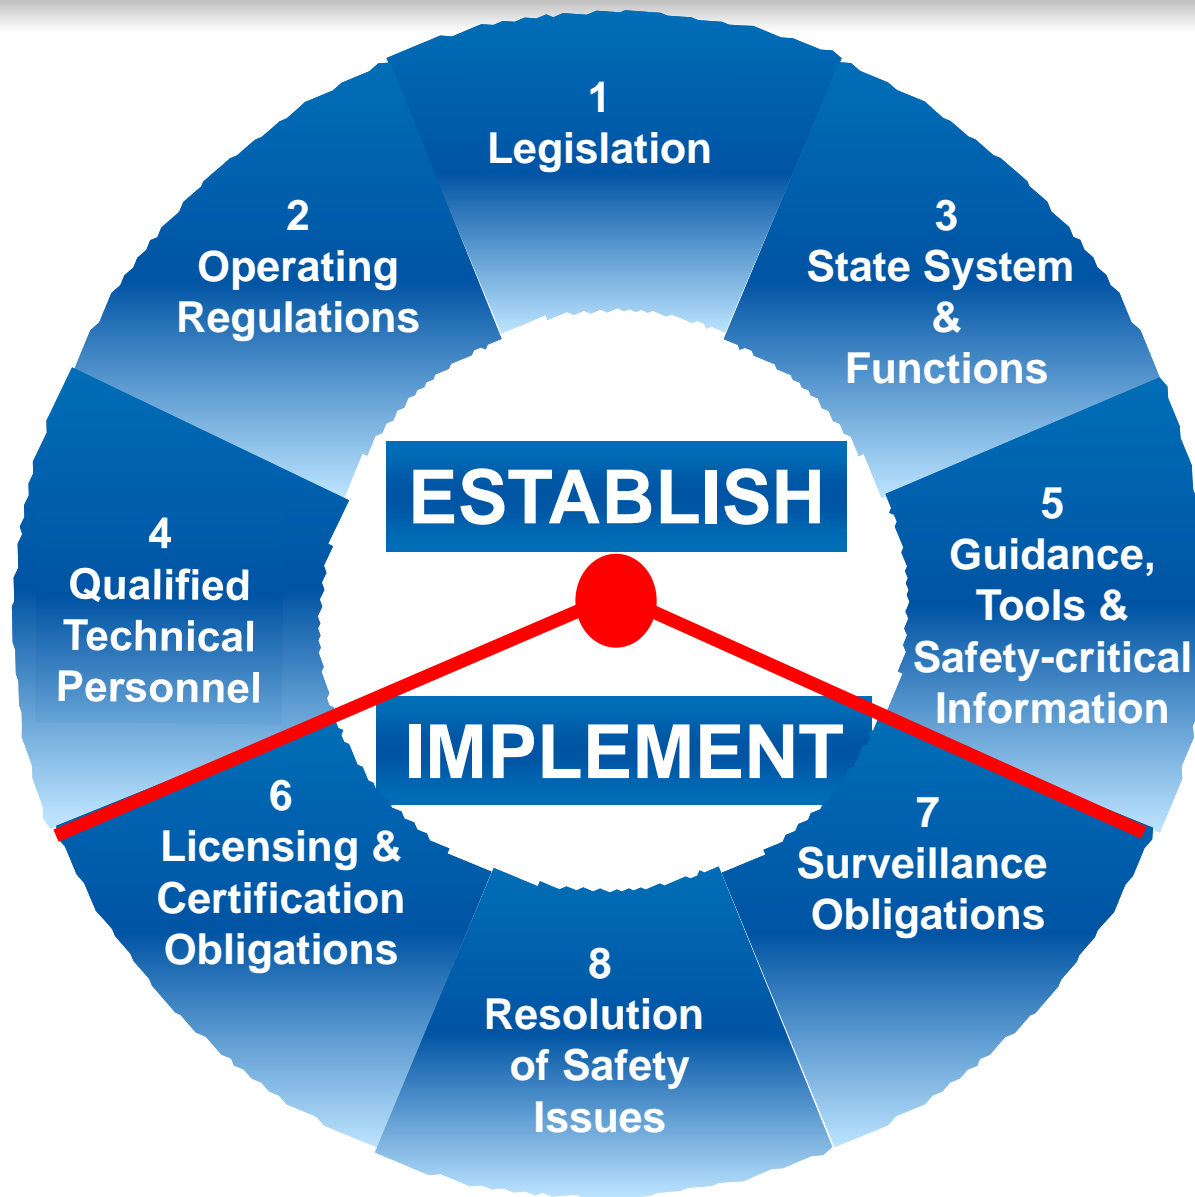 1
Legislation
2
Operating
Regulations
3
State System
&
Functions
ESTABLISH
4
Qualified
Technical
Personnel
5
Guidance,
Tools &
Safety-critical
Information
IMPLEMENT
6
Licensing &
Certification
Obligations
7
Surveillance
Obligations
8
Resolution
of Safety
Issues